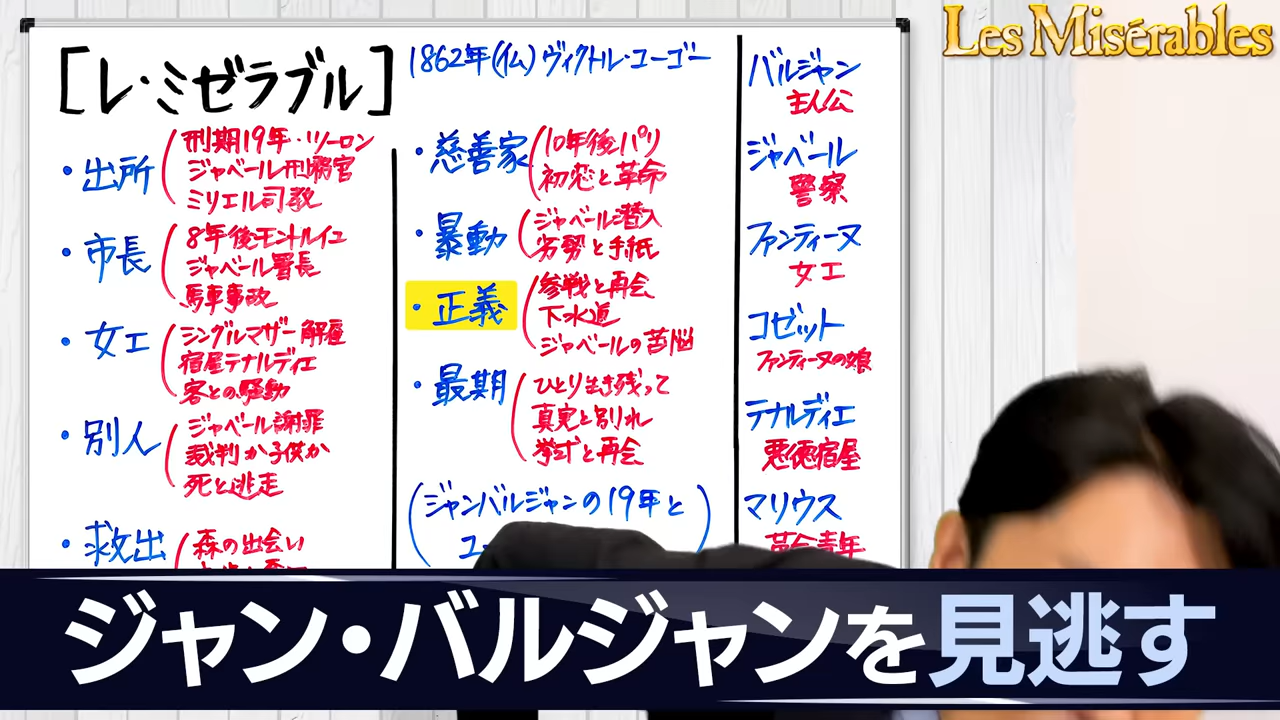 Les Misérables
[レ・ミゼラブル]
1862年(仏)ヴィクトル・ユーゴー
・出所
刑期19年・ツーロン
ジャベール刑務官
ミリエル司教
・市長
8年後モントルイユ
ジャベール署長
馬車事故
・女工
シングルマザー解雇
宿屋テナルディエ
客との騒動
・別人
ジャベール謝罪
裁判か子供か
死と逃走
・救出
森の出会い
・慈善家
10年後パリ
初恋と革命
・暴動
ジャベール潜入
労働と手紙
・正義
参戦と再会
下水道
ジャベールの苦悩
・最期
ひとり生き残って
真実と別れ
挙式と再会
(ジャンバルジャンの19年と
ユー
バルジャン
主人公
ジャベール
警察
ファンティーヌ
女工
コゼット
ファンティーヌの娘
テナルディエ
悪徳宿屋
マリウス
革命青年
ジャン・バルジャンを見逃す